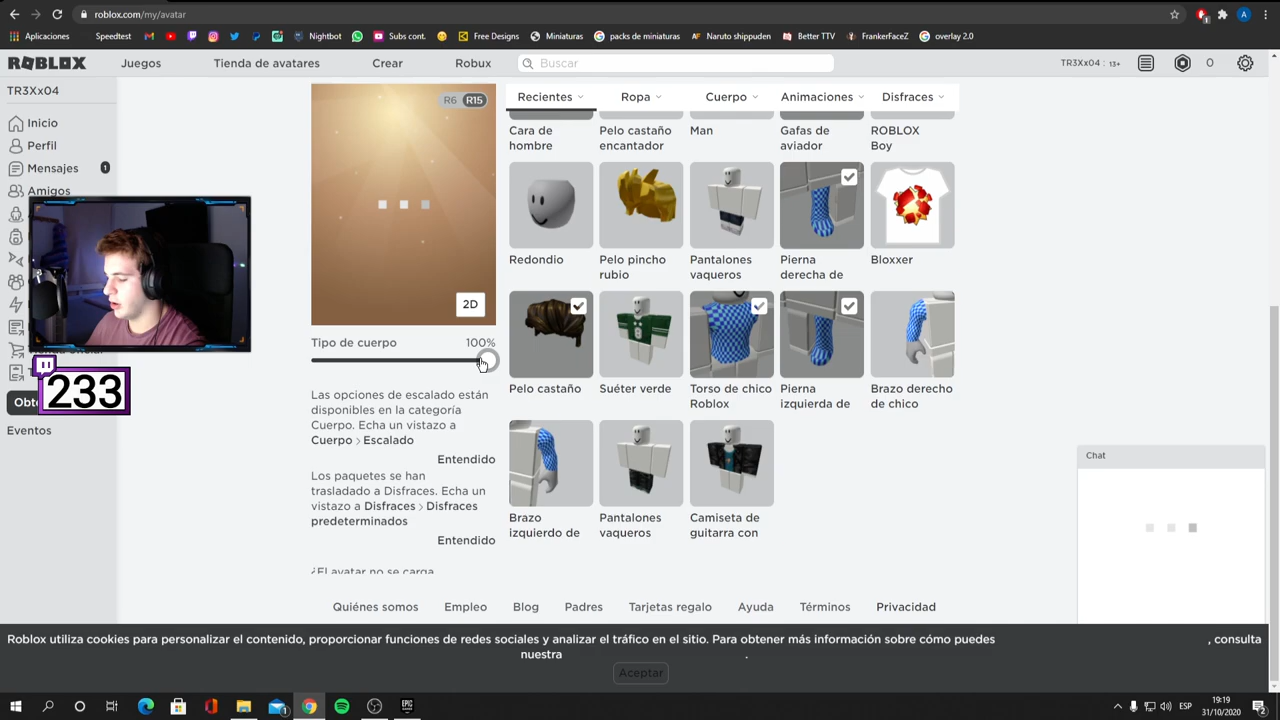 roblox.com/my/avatar
A
Aplicaciones
Speedtest
Nightbot
Subs cont.
Free Designs
Miniaturas
packs de miniaturas
Naruto shippuden
Better TTV
FrankerFaceZ
overlay 2.0
ROBLOX
Juegos
Tienda de avatares
Crear
Robux
Buscar
TR3Xx04 : 13+
0
TR3Xx04
Inicio
Perfil
Mensajes
1
Amigos
233
Eventos
R6
R15
2D
Tipo de cuerpo
100%
Las opciones de escalado están
disponibles en la categoría
Cuerpo. Echa un vistazo a
Cuerpo > Escalado
Entendido
Los paquetes se han
trasladado a Disfraces. Echa un
vistazo a Disfraces > Disfraces
predeterminados
Entendido
¿El avatar no se carga
Recientes
Ropa
Cuerpo
Animaciones
Disfraces
Cara de
hombre
Pelo castaño
encantador
Man
Gafas de
aviador
ROBLOX
Boy
Redondio
Pelo pincho
rubio
Pantalones
vaqueros
Pierna
derecha de
Bloxxer
Pelo castaño
Suéter verde
Torso de chico
Roblox
Pierna
izquierda de
Brazo derecho
de chico
Brazo
izquierdo de
Pantalones
vaqueros
Camiseta de
guitarra con
Chat
Quiénes somos
Empleo
Blog
Padres
Tarjetas regalo
Ayuda
Términos
Privacidad
Roblox utiliza cookies para personalizar el contenido, proporcionar funciones de redes sociales y analizar el tráfico en el sitio. Para obtener más información sobre cómo puedes , consulta
nuestra .
Aceptar
ESP
19:19
31/10/2020
2